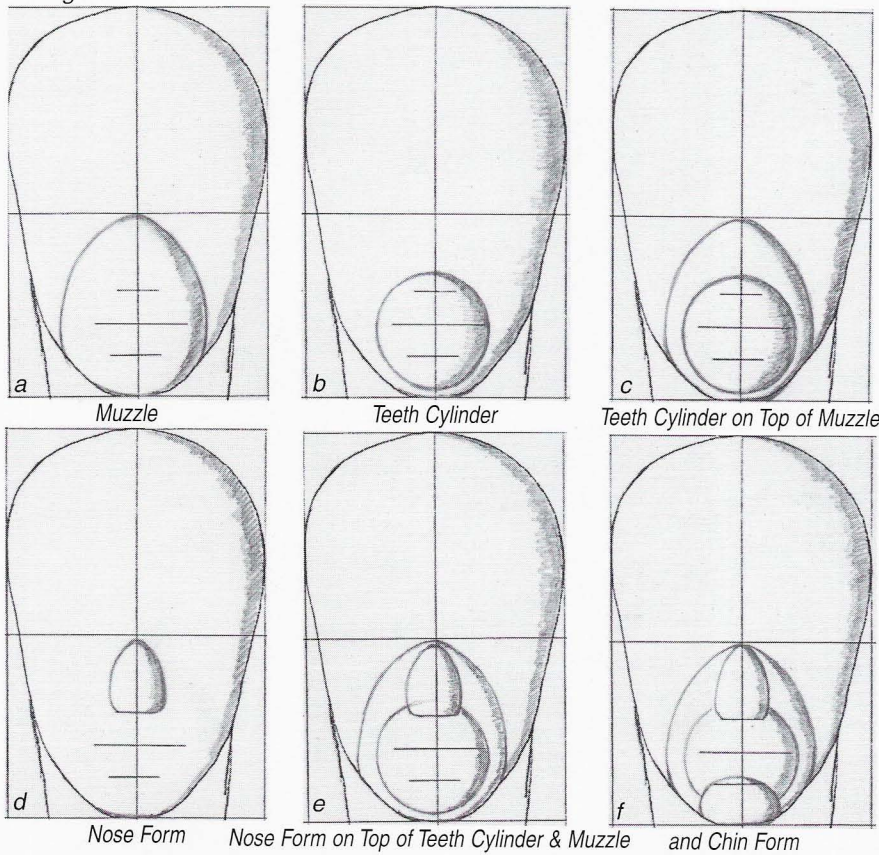 a
b
c
Muzzle
Teeth Cylinder
Teeth Cylinder on Top of Muzzle
d
e
f
Nose Form
Nose Form on Top of Teeth Cylinder & Muzzle
and Chin Form